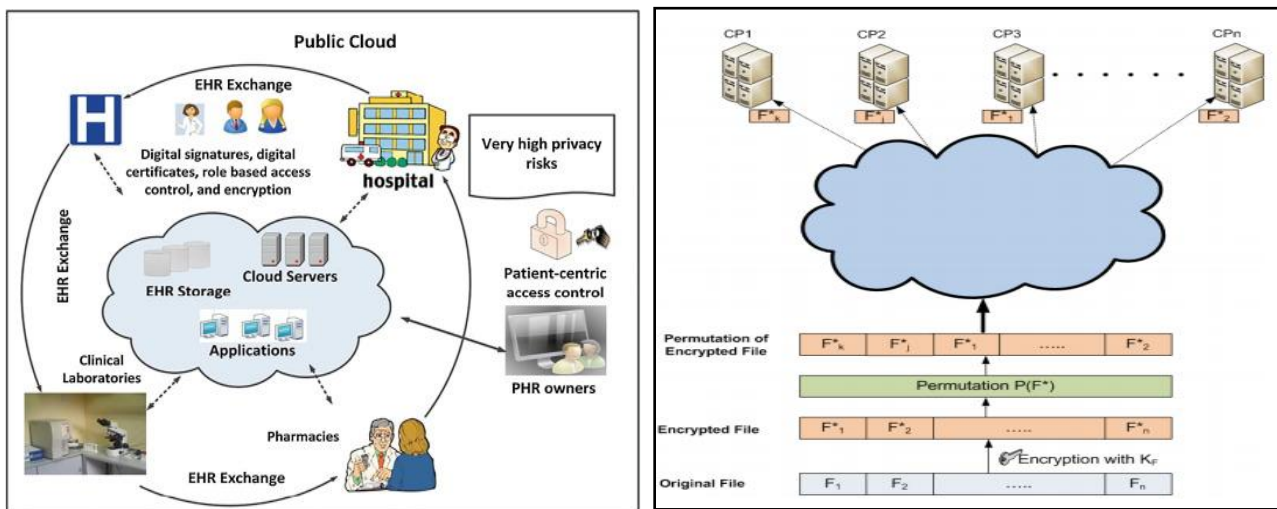 Public Cloud
EHR Exchange
H
Digital signatures, digital
certificates, role based access
control, and encryption
hospital
Very high privacy
risks
EHR Exchange
Cloud Servers
EHR Storage
Applications
Patient-centric
access control
PHR owners
Clinical
Laboratories
Pharmacies
EHR Exchange
CP1 CP2 CP3 CPn
F*k F*j F*1 F*2
Permutation of
Encrypted File
F*k F*j F*1 ..... F*2
Permutation P(F*)
Encrypted File F*1 F*2 ..... F*n
Encryption with KF
Original File F1 F2 ..... Fn